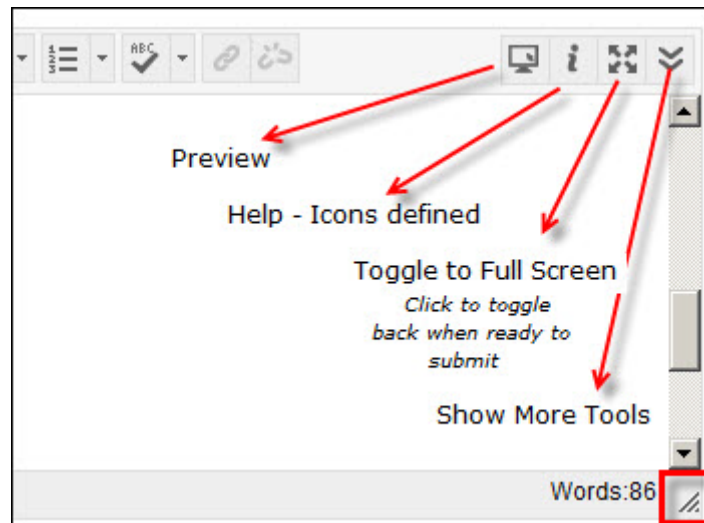 ABC
Preview
Help - Icons defined
Toggle to Full Screen
Click to toggle
back when ready to
submit
Show More Tools
Words:86